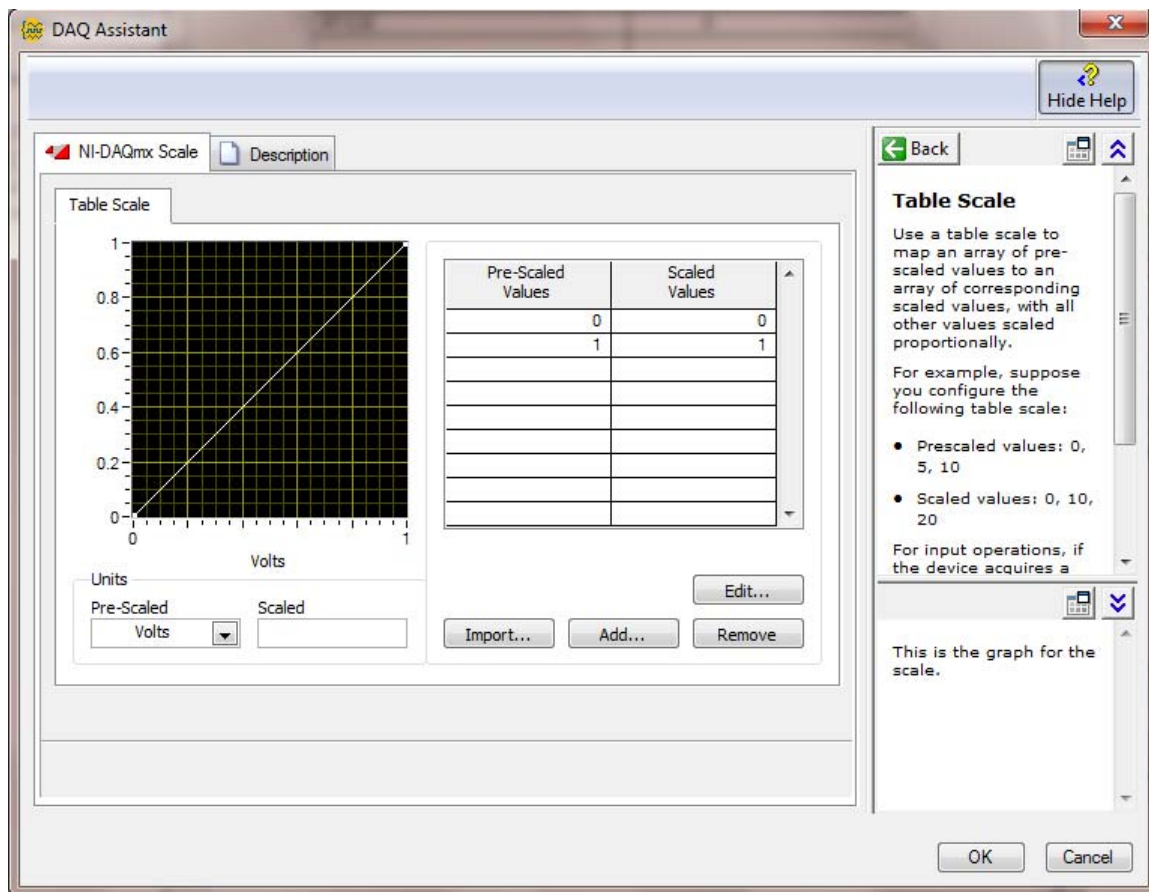 DAQ Assistant
Hide Help
NI-DAQmx Scale
Description
Table Scale
1
0.8
0.6
0.4
0.2
0
0 1
Volts
Pre-Scaled Values Scaled Values
0 0
1 1
Units
Pre-Scaled Scaled
Volts
Edit...
Import... Add... Remove
Back
Table Scale
Use a table scale to
map an array of pre-
scaled values to an
array of corresponding
scaled values, with all
other values scaled
proportionally.
For example, suppose
you configure the
following table scale:
• Prescaled values: 0,
5, 10
• Scaled values: 0, 10,
20
For input operations, if
the device acquires a
This is the graph for the
scale.
OK Cancel